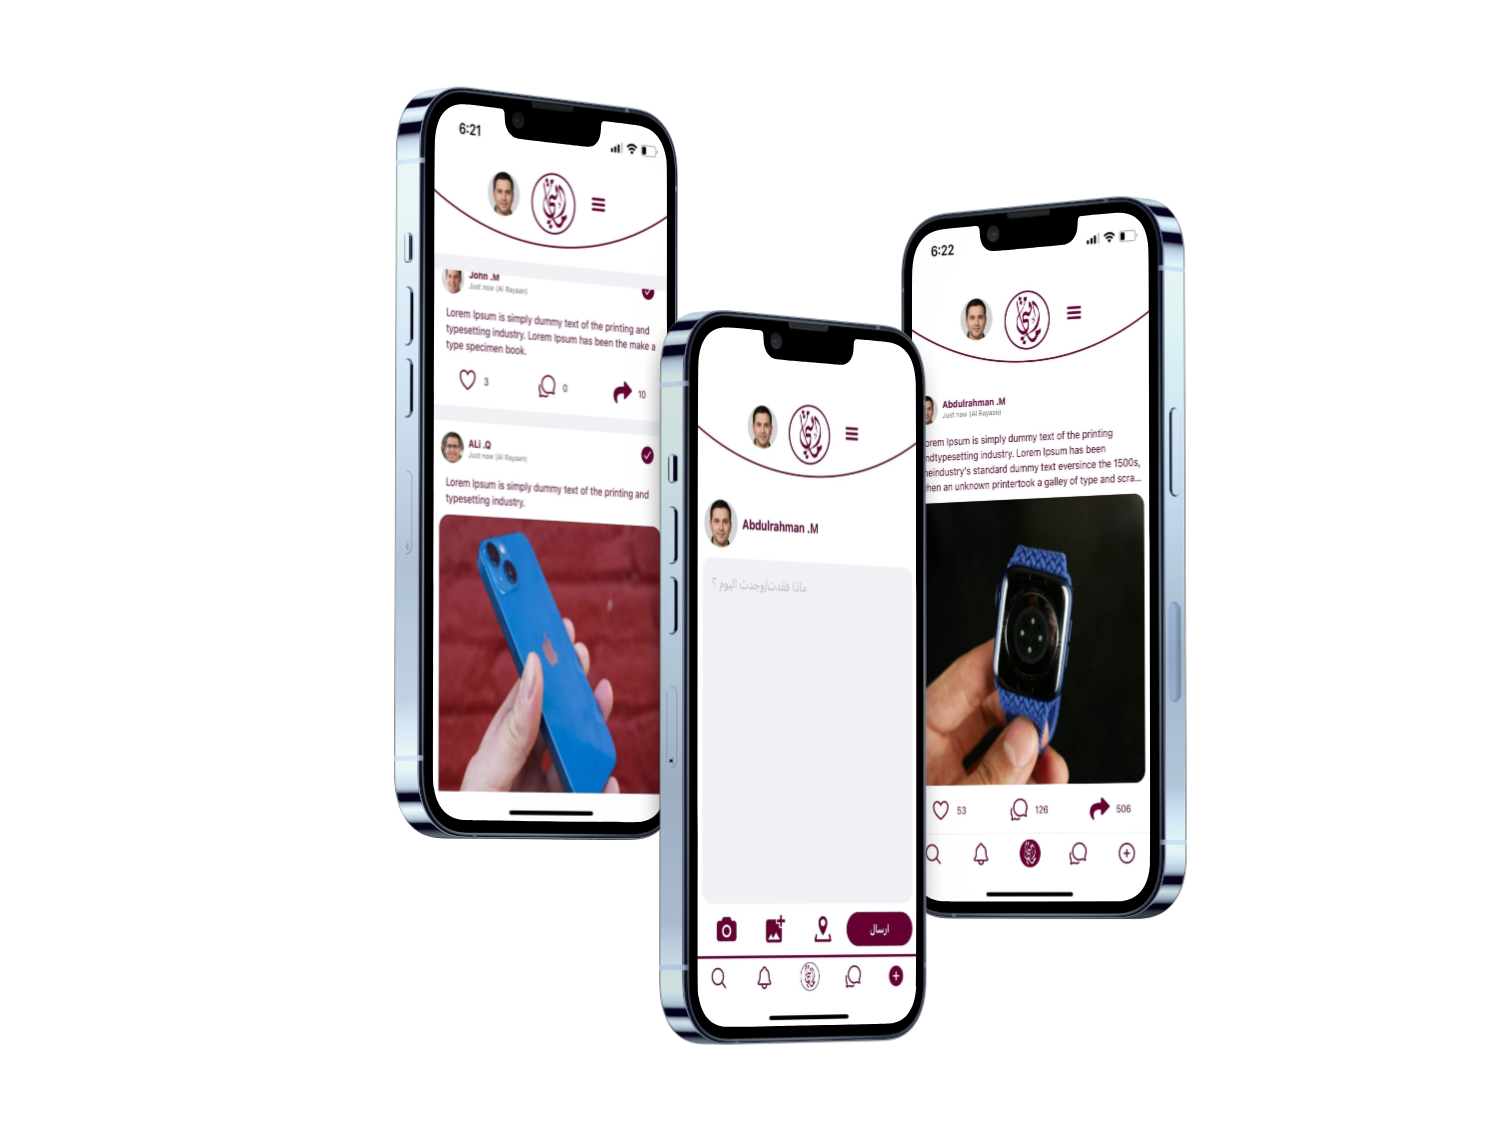 6:21
John .M
Just now (Al Rayaan)
Lorem Ipsum is simply dummy text of the printing and
typesetting industry. Lorem Ipsum has been the make a
type specimen book.
3
0
10
ALi .Q
Just now (Al Rayaan)
Lorem Ipsum is simply dummy text of the printing and
typesetting industry.
Abdulrahman .M
ماذا فقدت/وجدت اليوم ؟
ارسال
6:22
Abdulrahman .M
Just now (Al Rayaan)
orem Ipsum is simply dummy text of the printing
ndtypesetting industry. Lorem Ipsum has been
heindustry's standard dummy text eversince the 1500s,
hen an unknown printertook a galley of type and scra...
53
126
506